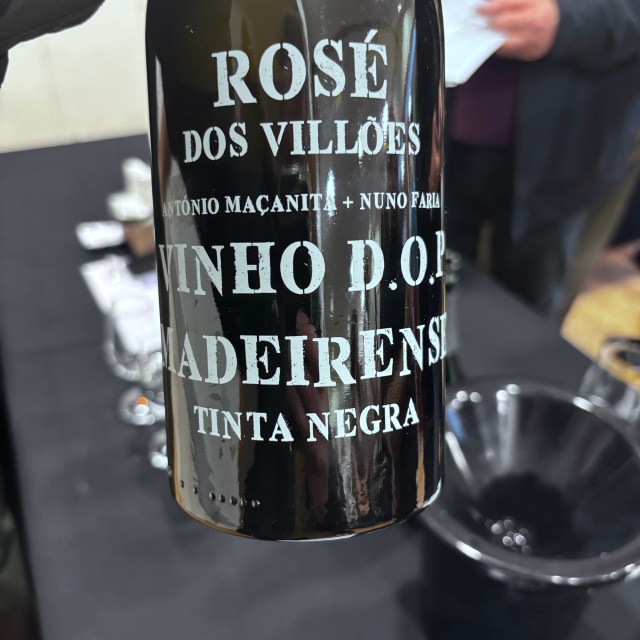 ROSÉ
DOS VILLÕES
ANTÓNIO MAÇANITA + NUNO FARIA
VINHO D.O.P
MADEIRENSE
TINTA NEGRA